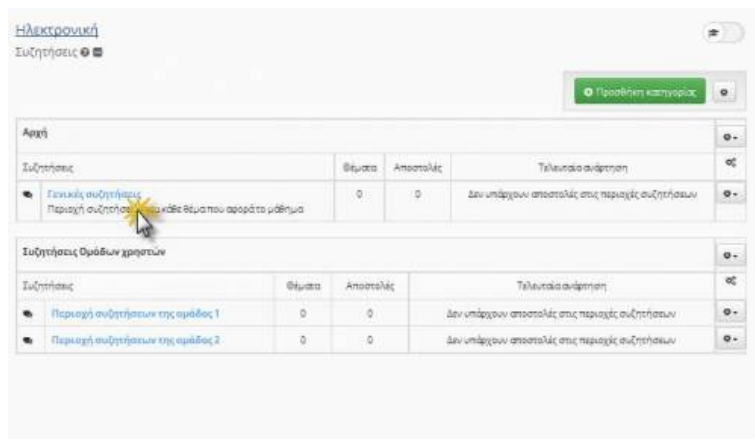 Ηλεκτρονική
Συζητήσεις
Προσθήκη κατηγορίας
Αρχή
Συζητήσεις Θέματα Αποστολές Τελευταία ανάρτηση
Γενικές συζητήσεις 0 0 Δεν υπάρχουν αποστολές στις περιοχές συζητήσεων
Περιοχή συζητήσεων κάθε θέμα που αφορά το μάθημα
Συζητήσεις Ομάδων χρηστών
Συζητήσεις Θέματα Αποστολές Τελευταία ανάρτηση
Περιοχή συζητήσεων της ομάδος 1 0 0 Δεν υπάρχουν αποστολές στις περιοχές συζητήσεων
Περιοχή συζητήσεων της ομάδος 2 0 0 Δεν υπάρχουν αποστολές στις περιοχές συζητήσεων